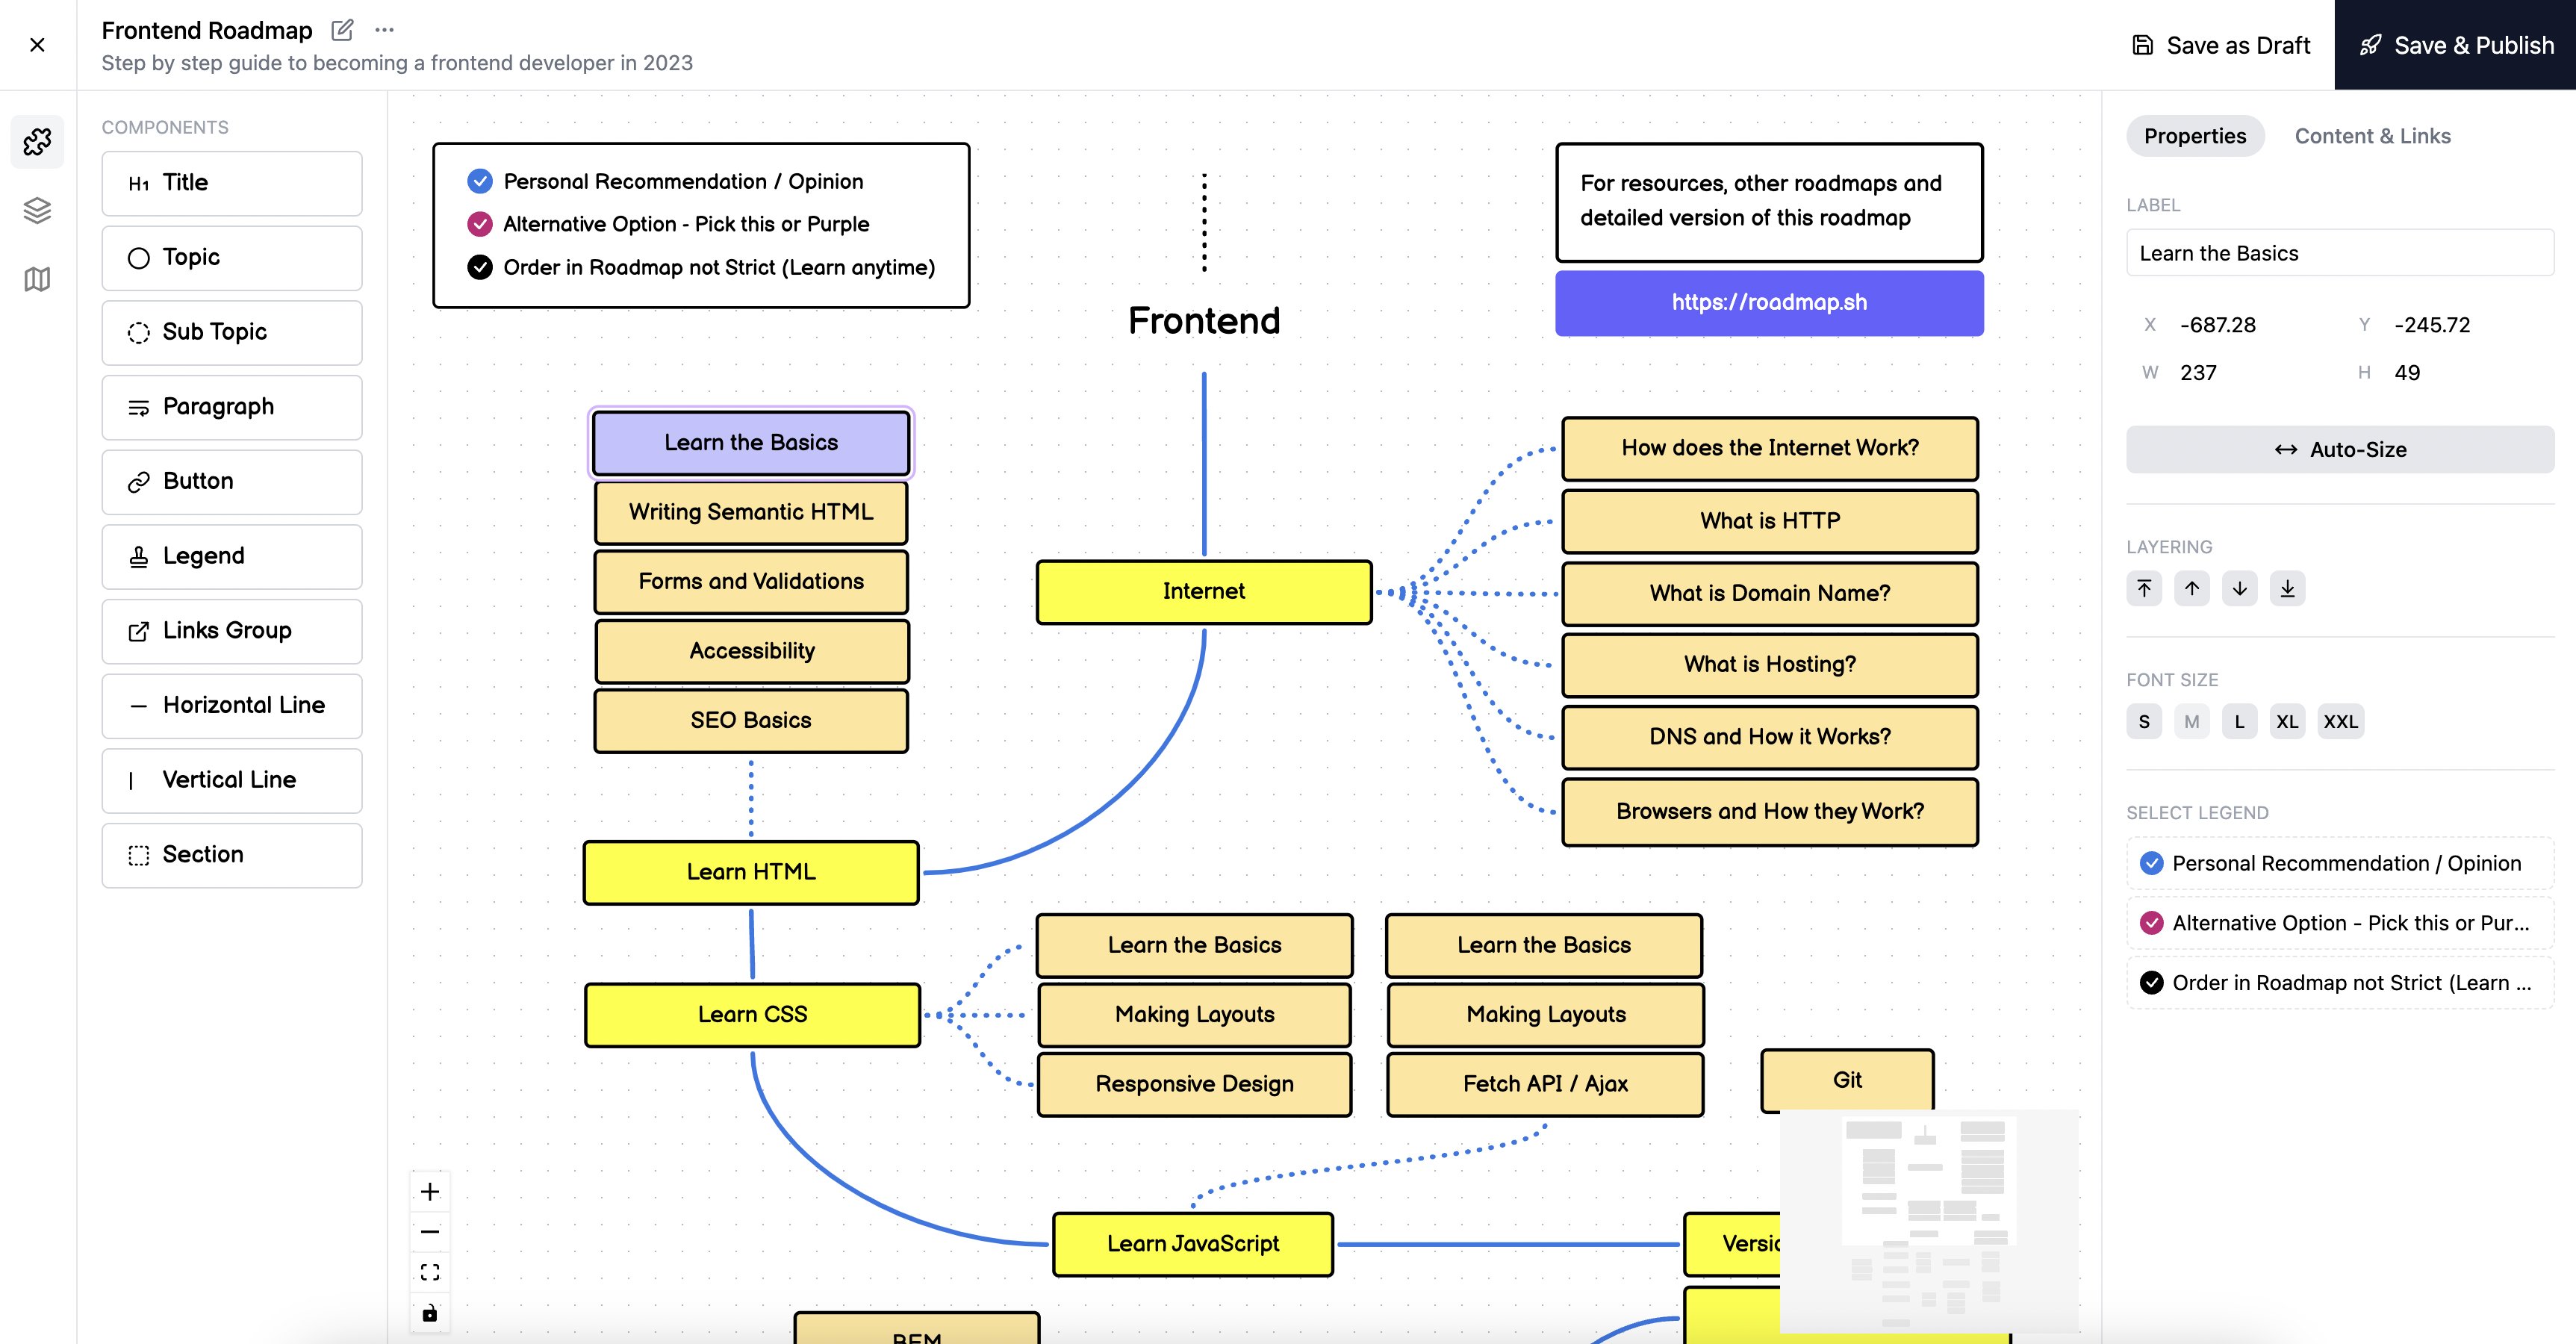 Frontend Roadmap
Step by step guide to becoming a frontend developer in 2023
Save as Draft
Save & Publish
COMPONENTS
H1 Title
Topic
Sub Topic
Paragraph
Button
Legend
Links Group
Horizontal Line
Vertical Line
Section
Personal Recommendation / Opinion
Alternative Option - Pick this or Purple
Order in Roadmap not Strict (Learn anytime)
Frontend
For resources, other roadmaps and
detailed version of this roadmap
https://roadmap.sh
Learn the Basics
Writing Semantic HTML
Forms and Validations
Accessibility
SEO Basics
Internet
How does the Internet Work?
What is HTTP
What is Domain Name?
What is Hosting?
DNS and How it Works?
Browsers and How they Work?
Learn HTML
Learn CSS
Learn the Basics
Making Layouts
Responsive Design
Learn the Basics
Making Layouts
Fetch API / Ajax
Git
Learn JavaScript
Versic
BEM
Properties
Content & Links
LABEL
Learn the Basics
X -687.28
Y -245.72
W 237
H 49
Auto-Size
LAYERING
FONT SIZE
S M L XL XXL
SELECT LEGEND
Personal Recommendation / Opinion
Alternative Option - Pick this or Pur...
Order in Roadmap not Strict (Learn ...